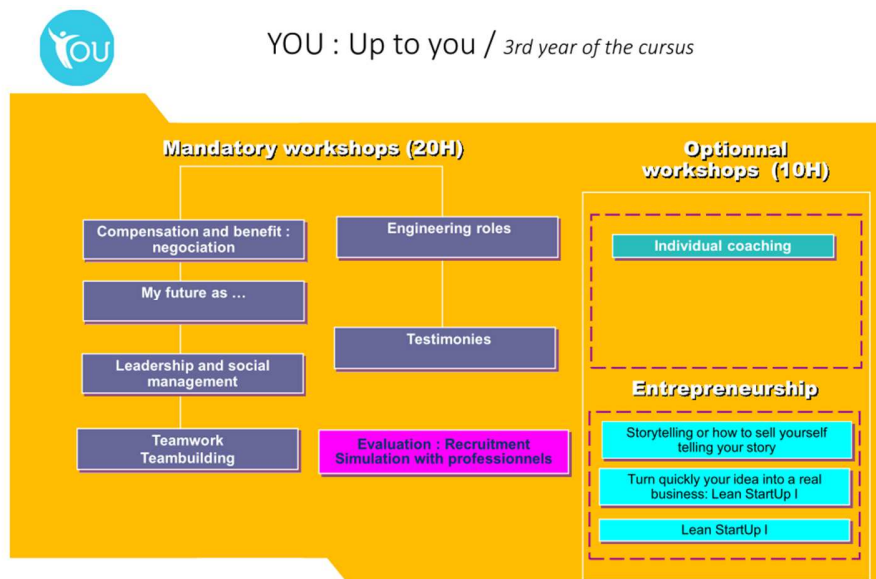 YOU
YOU : Up to you / 3rd year of the cursus
Mandatory workshops (20H)
Compensation and benefit :
negociation
My future as ...
Leadership and social
management
Teamwork
Teambuilding
Engineering roles
Testimonies
Evaluation : Recruitment
Simulation with professionnels
Optionnal
workshops (10H)
Individual coaching
Entrepreneurship
Storytelling or how to sell yourself
telling your story
Turn quickly your idea into a real
business: Lean StartUp I
Lean StartUp I